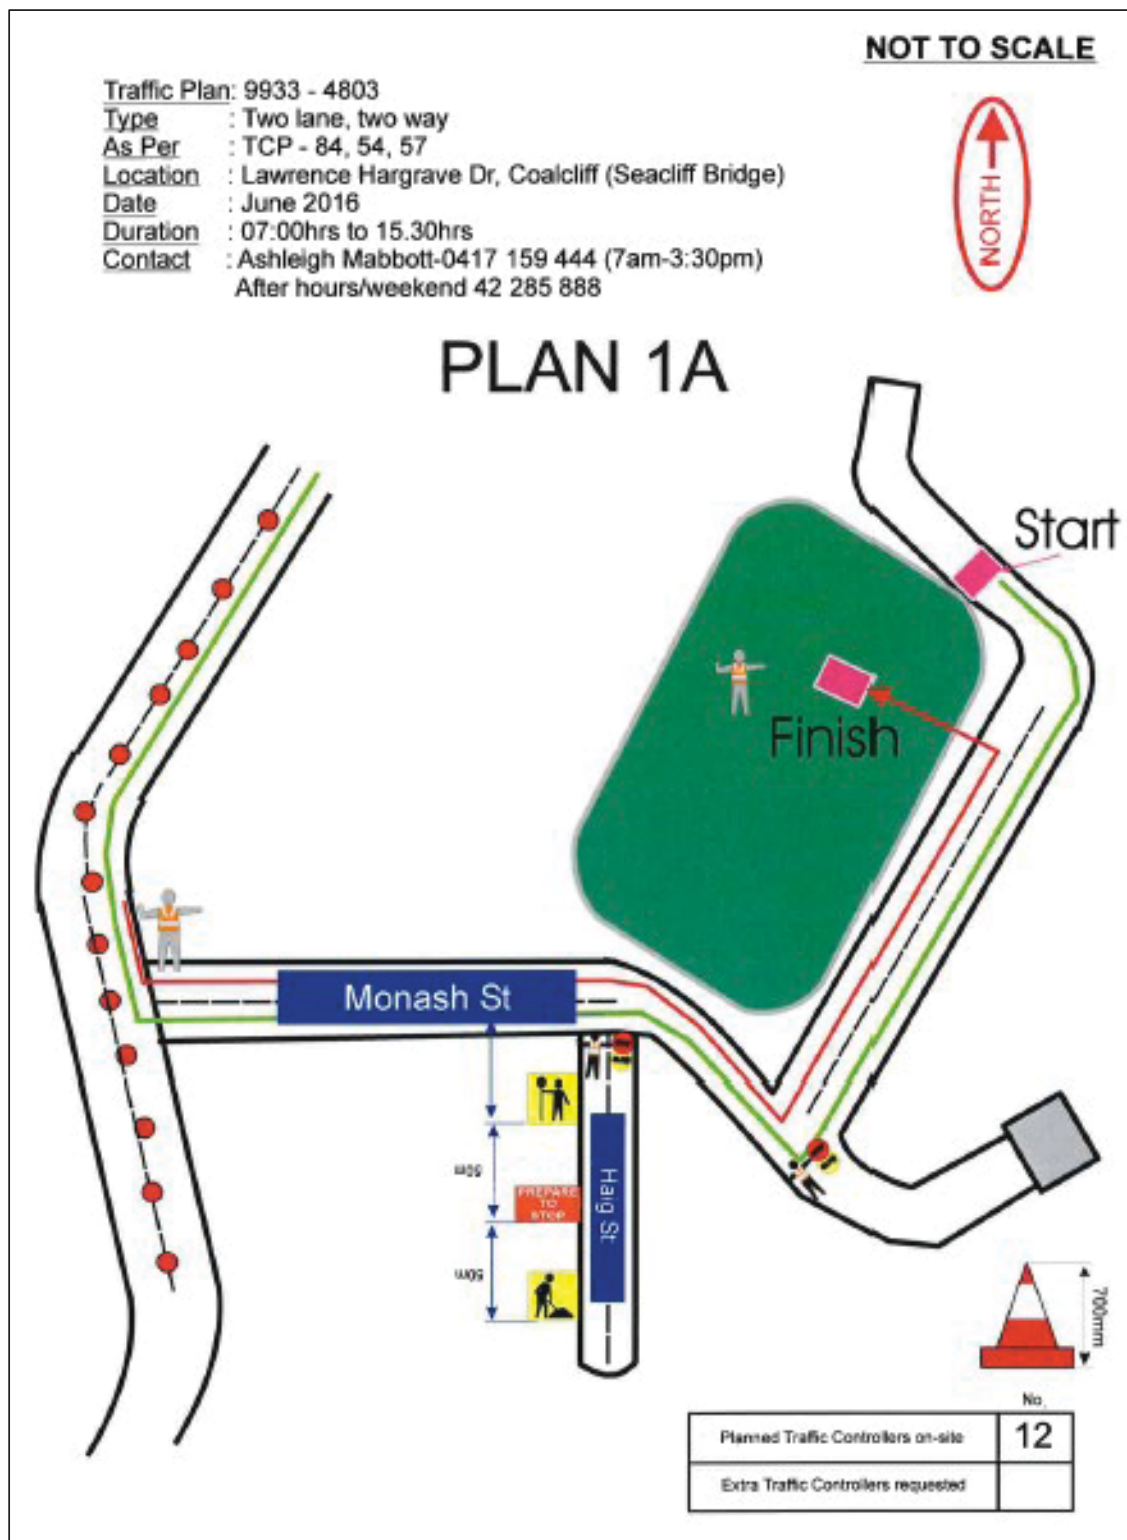 NOT TO SCALE
Traffic Plan: 9933 - 4803
Type : Two lane, two way
As Per : TCP - 84, 54, 57
Location : Lawrence Hargrave Dr, Coalcliff (Seacliff Bridge)
Date : June 2016
Duration : 07:00hrs to 15.30hrs
Contact : Ashleigh Mabbott-0417 159 444 (7am-3:30pm)
After hours/weekend 42 285 888
NORTH
PLAN 1A
Start
Finish
Monash St
50m
PREPARE
TO
STOP
Haig St
50m
700mm
No.
Planned Traffic Controllers on-site 12
Extra Traffic Controllers requested